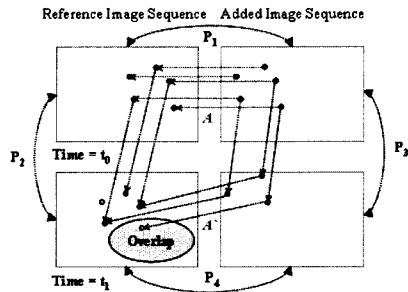 Reference Image Sequence Added Image Sequence
P1
A
Time = t0
P2
P3
A`
Overlap
Time = t1
P4